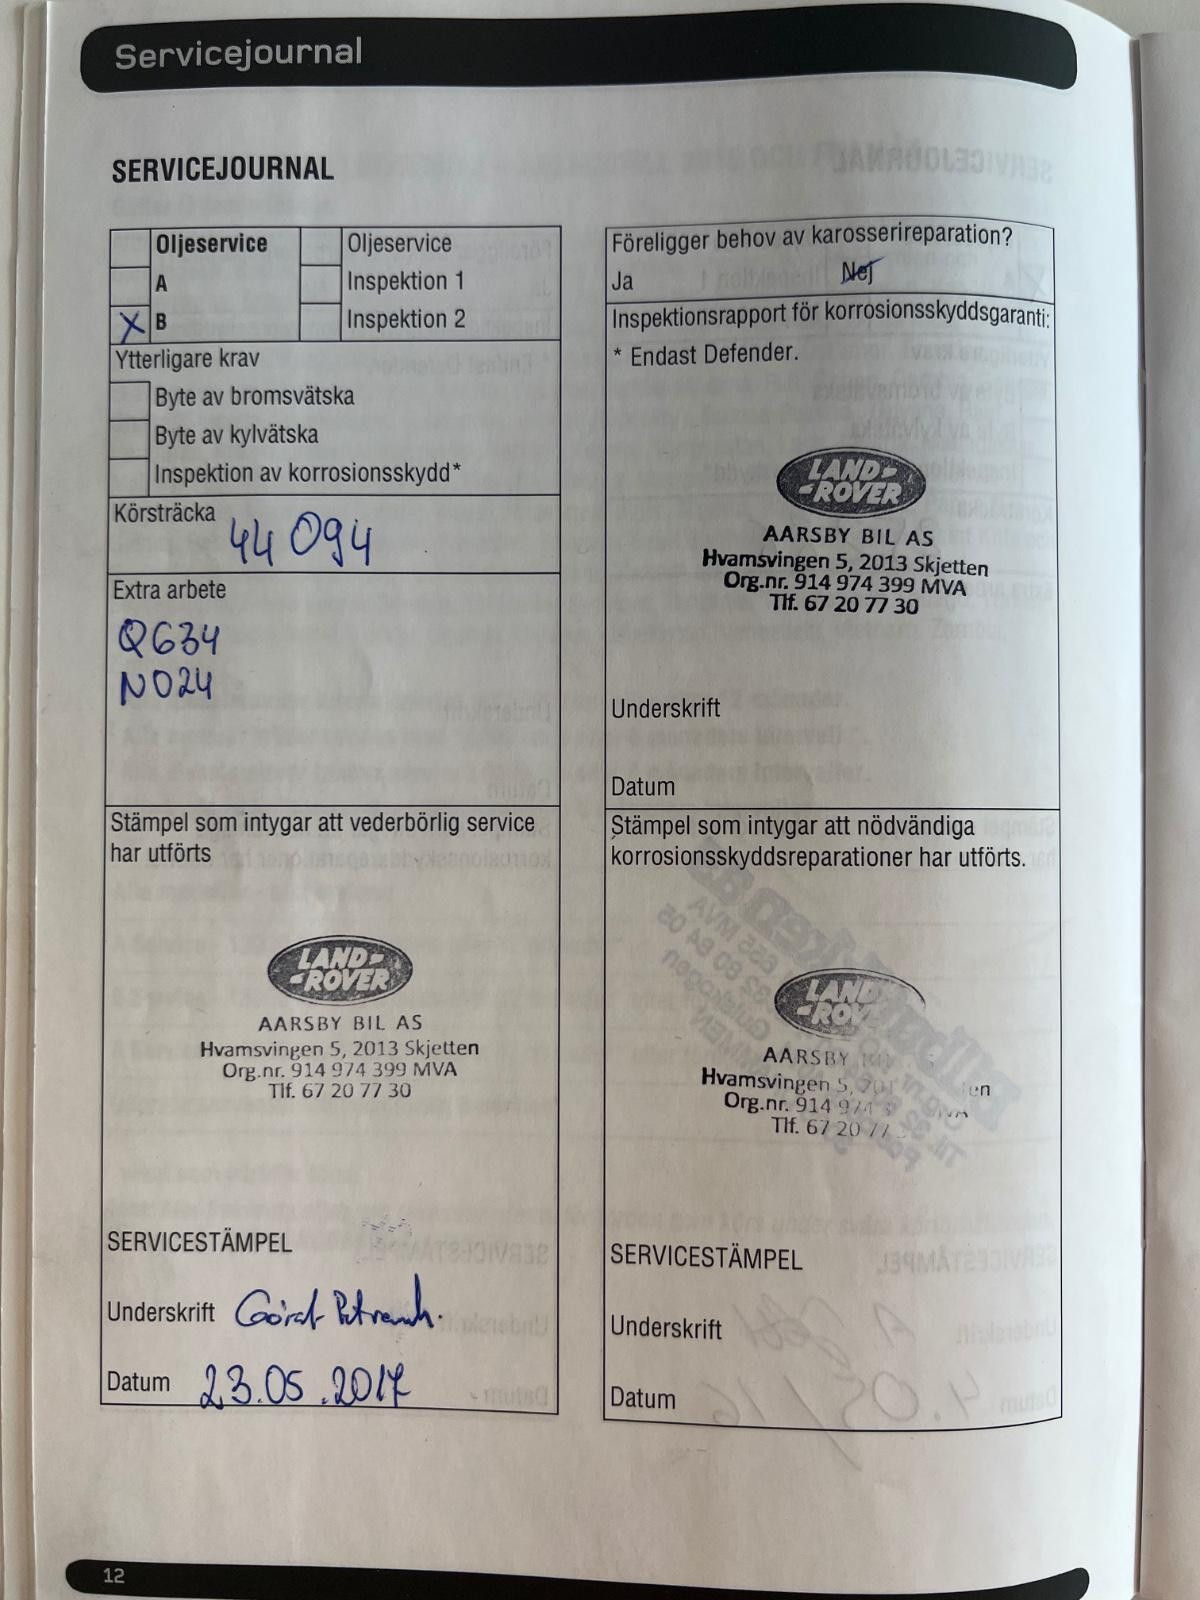 Servicejournal
SERVICEJOURNAL
Oljeservice
A
X B
Oljeservice
Inspektion 1
Inspektion 2
Ytterligare krav
Byte av bromsvätska
Byte av kylvätska
Inspektion av korrosionsskydd*
Körsträcka 44 094
Extra arbete
Q634
N024
Stämpel som intygar att vederbörlig service
har utförts
LAND-
-ROVER
AARSBY BIL AS
Hvamsvingen 5, 2013 Skjetten
Org.nr. 914 974 399 MVA
Tlf. 67 20 77 30
SERVICESTÄMPEL
Underskrift
Datum 23.05.2017
Föreligger behov av karosserireparation?
Ja Nej
Inspektionsrapport för korrosionsskyddsgaranti:
* Endast Defender.
LAND-
-ROVER
AARSBY BIL AS
Hvamsvingen 5, 2013 Skjetten
Org.nr. 914 974 399 MVA
Tlf. 67 20 77 30
Underskrift
Datum
Stämpel som intygar att nödvändiga
korrosionsskyddsreparationer har utförts.
LAND
-ROVE
AARSBY
Hvamsvingen 5,
Org.nr. 914 974
Tlf. 67 20 77
SERVICESTÄMPEL
Underskrift
Datum
12